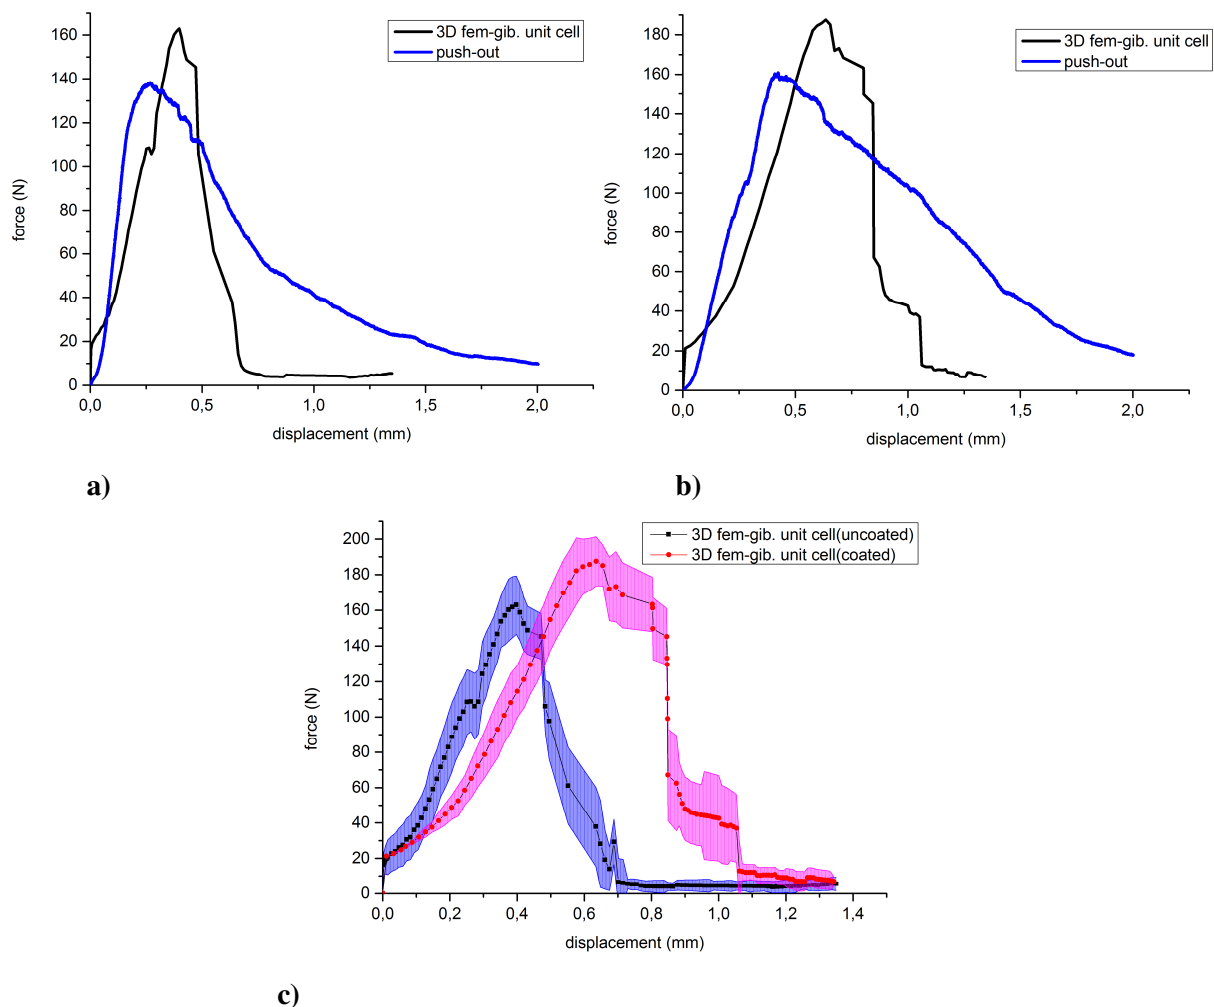 3D fem-gib. unit cell
push-out
160
140
120
100
80
60
40
20
0
force (N)
0,0 0,5 1,0 1,5 2,0
displacement (mm)
a)
3D fem-gib. unit cell
push-out
180
160
140
120
100
80
60
40
20
0
force (N)
0,0 0,5 1,0 1,5 2,0
displacement (mm)
b)
3D fem-gib. unit cell(uncoated)
3D fem-gib. unit cell(coated)
200
180
160
140
120
100
80
60
40
20
0
force (N)
0,0 0,2 0,4 0,6 0,8 1,0 1,2 1,4
displacement (mm)
c)